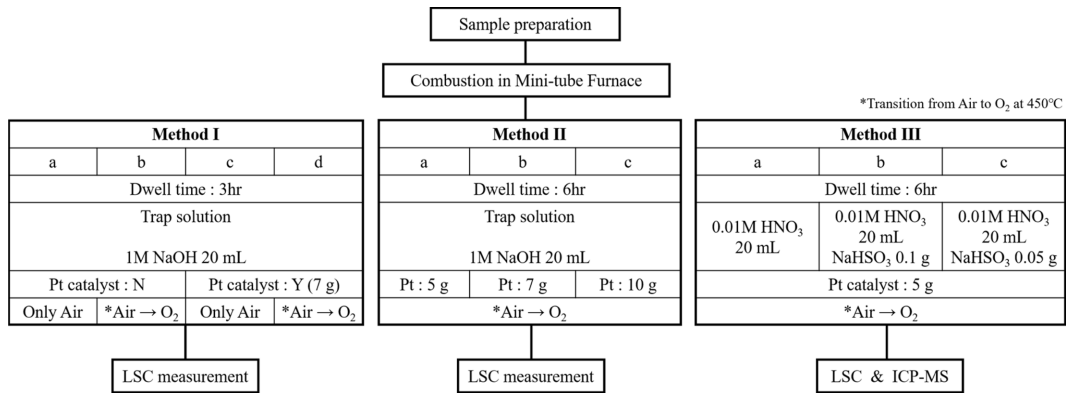 Sample preparation
Combustion in Mini-tube Furnace
*Transition from Air to O₂ at 450℃
Method I
a b c d
Dwell time : 3hr
Trap solution
1M NaOH 20 mL
Pt catalyst : N Pt catalyst : Y (7 g)
Only Air *Air → O₂ Only Air *Air → O₂
LSC measurement
Method II
a b c
Dwell time : 6hr
Trap solution
1M NaOH 20 mL
Pt : 5 g Pt : 7 g Pt : 10 g
*Air → O₂
LSC measurement
Method III
a b c
Dwell time : 6hr
0.01M HNO₃
20 mL
0.01M HNO₃
20 mL
NaHSO₃ 0.1 g
0.01M HNO₃
20 mL
NaHSO₃ 0.05 g
Pt catalyst : 5 g
*Air → O₂
LSC & ICP-MS